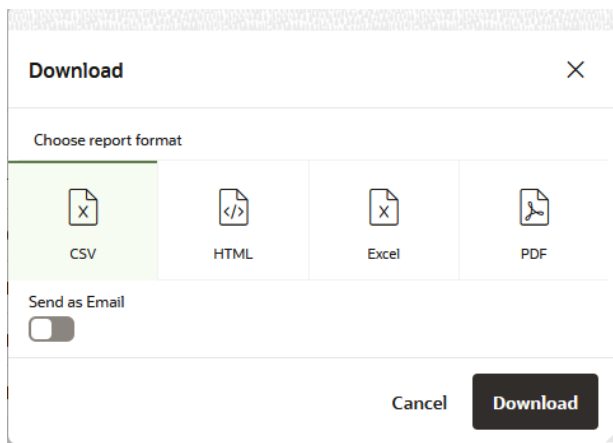 Download
Choose report format
CSV HTML Excel PDF
Send as Email
Cancel Download